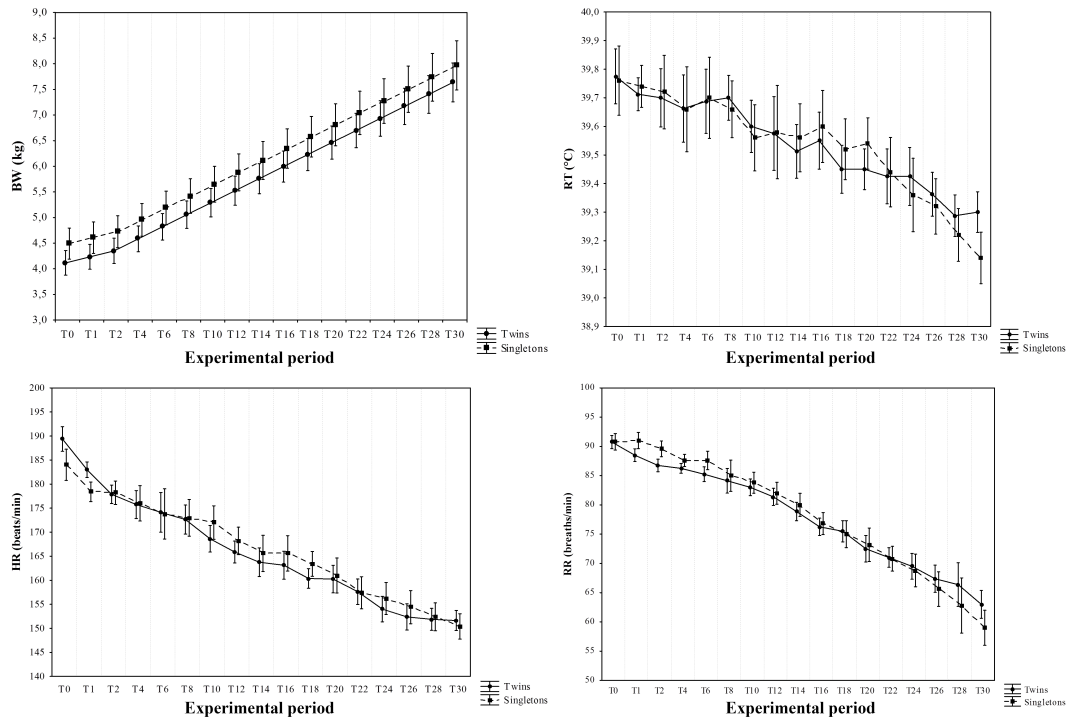 BW (kg)
9,0
8,5
8,0
7,5
7,0
6,5
6,0
5,5
5,0
4,5
4,0
3,5
3,0
T0 T1 T2 T4 T6 T8 T10 T12 T14 T16 T18 T20 T22 T24 T26 T28 T30
Experimental period
Twins
Singletons
RT (°C)
40,0
39,9
39,8
39,7
39,6
39,5
39,4
39,3
39,2
39,1
39,0
38,9
T0 T1 T2 T4 T6 T8 T10 T12 T14 T16 T18 T20 T22 T24 T26 T28 T30
Experimental period
Twins
Singletons
HR (beats/min)
200
195
190
185
180
175
170
165
160
155
150
145
140
T0 T1 T2 T4 T6 T8 T10 T12 T14 T16 T18 T20 T22 T24 T26 T28 T30
Experimental period
Twins
Singletons
RR (breaths/min)
100
95
90
85
80
75
70
65
60
55
50
T0 T1 T2 T4 T6 T8 T10 T12 T14 T16 T18 T20 T22 T24 T26 T28 T30
Experimental period
Twins
Singletons